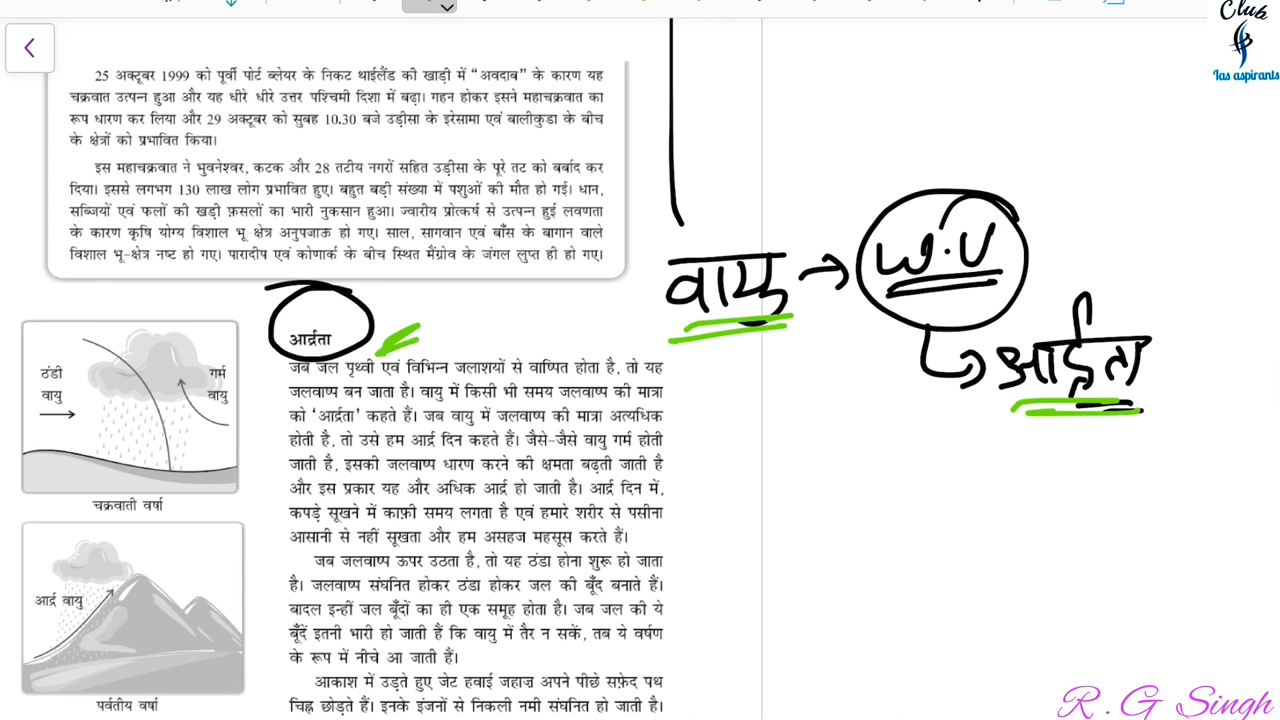 Club
Ias aspirants
25 अक्टूबर 1999 को पूर्वी पोर्ट ब्लेयर के निकट थाईलैंड की खाड़ी में “अवदाब” के कारण यह
चक्रवात उत्पन्न हुआ और यह धीरे धीरे उत्तर पश्चिमी दिशा में बढ़ा। गहन होकर इसने महाचक्रवात का
रूप धारण कर लिया और 29 अक्टूबर को सुबह 10.30 बजे उड़ीसा के इरेसामा एवं बालीकुडा के बीच
के क्षेत्रों को प्रभावित किया।
इस महाचक्रवात ने भुवनेश्वर, कटक और 28 तटीय नगरों सहित उड़ीसा के पूरे तट को बर्बाद कर
दिया। इससे लगभग 130 लाख लोग प्रभावित हुए। बहुत बड़ी संख्या में पशुओं की मौत हो गई। धान,
सब्जियों एवं फलों की खड़ी फ़सलों का भारी नुकसान हुआ। ज्वारीय प्रोत्कर्ष से उत्पन्न हुई लवणता
के कारण कृषि योग्य विशाल भू क्षेत्र अनुपजाऊ हो गए। साल, सागवान एवं बाँस के बागान वाले
विशाल भू-क्षेत्र नष्ट हो गए। पारादीप एवं कोणार्क के बीच स्थित मैंग्रोव के जंगल लुप्त ही हो गए।
वायु → W.V
आर्द्रता
आर्द्रता
जब जल पृथ्वी एवं विभिन्न जलाशयों से वाष्पित होता है, तो यह
जलवाष्प बन जाता है। वायु में किसी भी समय जलवाष्प की मात्रा
को ‘आर्द्रता’ कहते हैं। जब वायु में जलवाष्प की मात्रा अत्यधिक
होती है, तो उसे हम आर्द्र दिन कहते हैं। जैसे-जैसे वायु गर्म होती
जाती है, इसकी जलवाष्प धारण करने की क्षमता बढ़ती जाती है
और इस प्रकार यह और अधिक आर्द्र हो जाती है। आर्द्र दिन में,
कपड़े सूखने में काफ़ी समय लगता है एवं हमारे शरीर से पसीना
आसानी से नहीं सूखता और हम असहज महसूस करते हैं।
जब जलवाष्प ऊपर उठता है, तो यह ठंडा होना शुरू हो जाता
है। जलवाष्प संघनित होकर ठंडा होकर जल की बूँद बनाते हैं।
बादल इन्हीं जल बूँदों का ही एक समूह होता है। जब जल की ये
बूँदें इतनी भारी हो जाती हैं कि वायु में तैर न सकें, तब ये वर्षण
के रूप में नीचे आ जाती हैं।
आकाश में उड़ते हुए जेट हवाई जहाज़ अपने पीछे सफ़ेद पथ
चिह्न छोड़ते हैं। इनके इंजनों से निकली नमी संघनित हो जाती है।
ठंडी
वायु
गर्म
वायु
चक्रवाती वर्षा
आर्द्र वायु
पर्वतीय वर्षा
R.G Singh